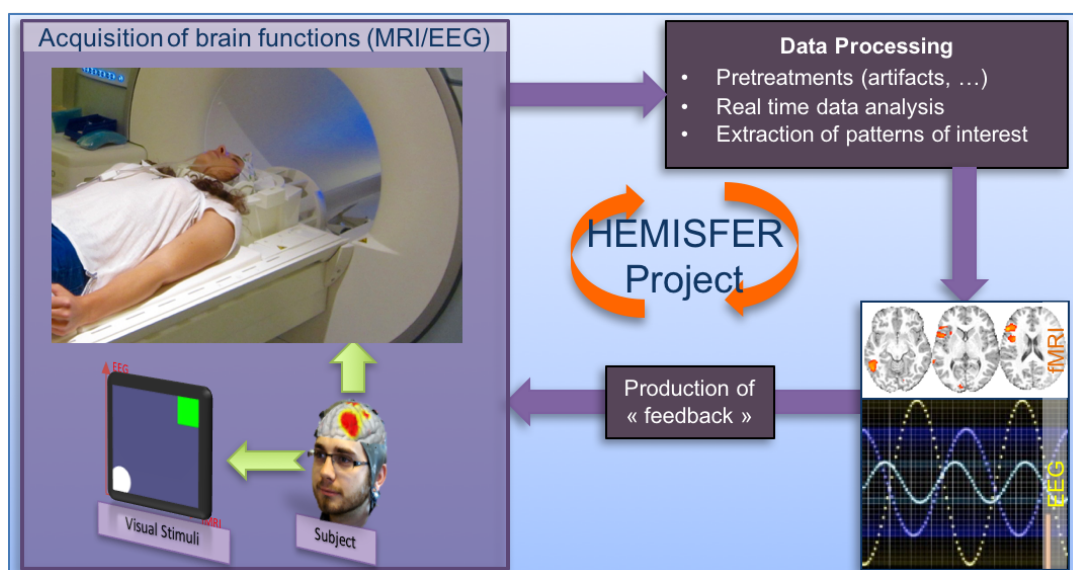 Acquisition of brain functions (MRI/EEG)
EEG
fMRI
Visual Stimuli
Subject
Data Processing
• Pretreatments (artifacts, …)
• Real time data analysis
• Extraction of patterns of interest
HEMISFER
Project
fMRI
EEG
Production of
« feedback »